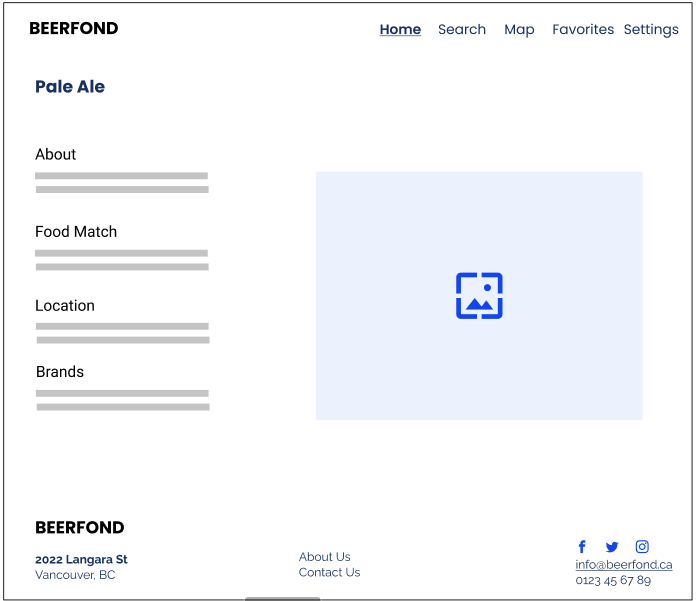 BEERFOND
Home Search Map Favorites Settings
Pale Ale
About
Food Match
Location
Brands
BEERFOND
2022 Langara St
Vancouver, BC
About Us
Contact Us
info@beerfond.ca
0123 45 67 89